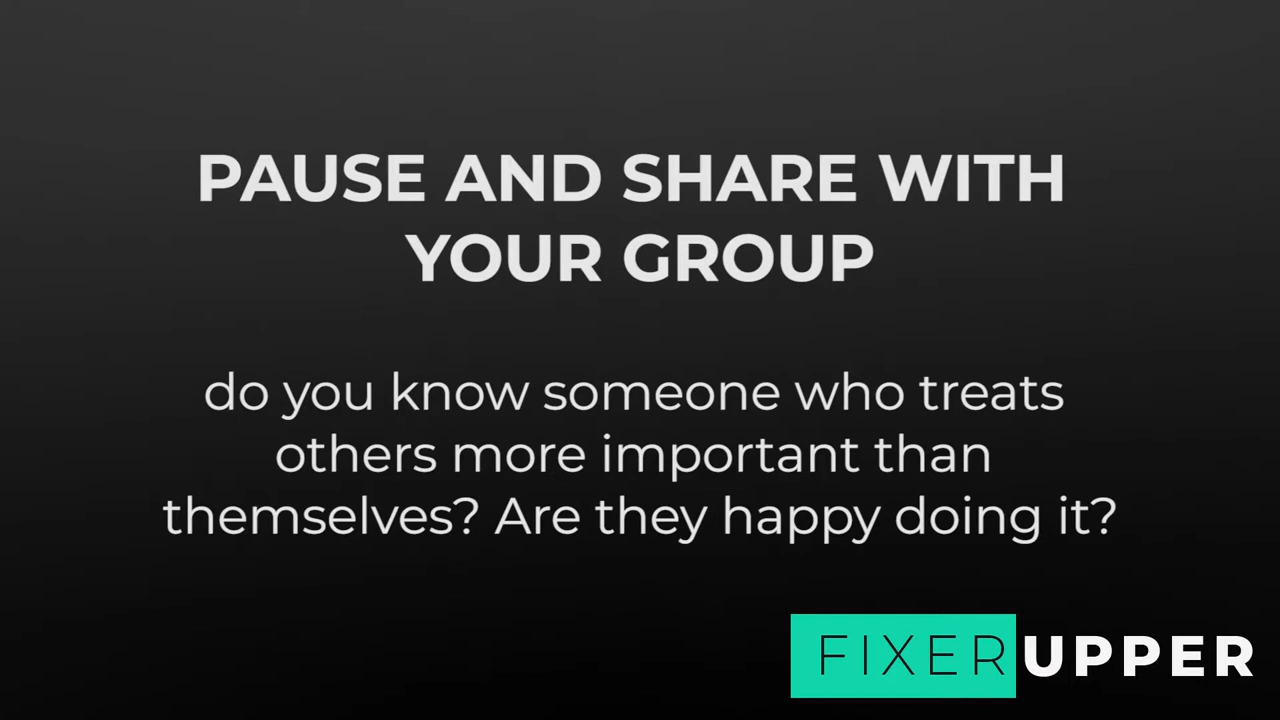 PAUSE AND SHARE WITH
YOUR GROUP
do you know someone who treats
others more important than
themselves? Are they happy doing it?
FIXERUPPER